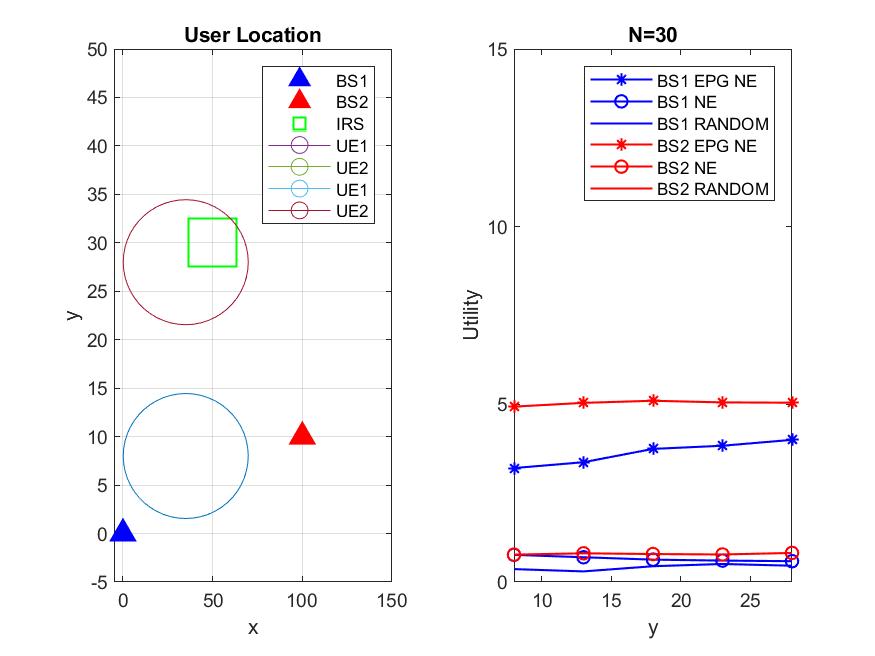 User Location
50
45
40
35
30
25
20
15
10
5
0
-5
y
0
50
100
150
x
BS1
BS2
IRS
UE1
UE2
UE1
UE2
N=30
15
10
5
0
Utility
10
15
20
25
y
BS1 EPG NE
BS1 NE
BS1 RANDOM
BS2 EPG NE
BS2 NE
BS2 RANDOM